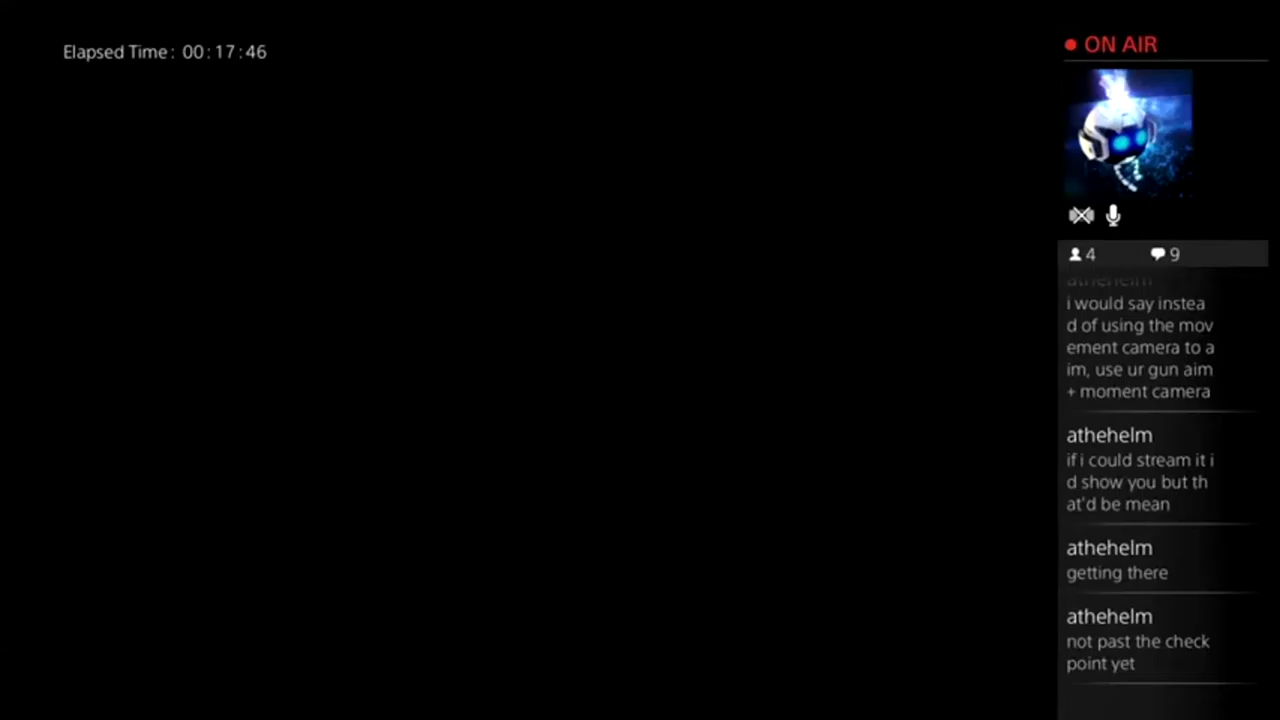 Elapsed Time: 00:17:46
ON AIR
4
9
athehelm
i would say instea
d of using the mov
ement camera to a
im, use ur gun aim
+ moment camera
athehelm
if i could stream it i
d show you but th
at'd be mean
athehelm
getting there
athehelm
not past the check
point yet